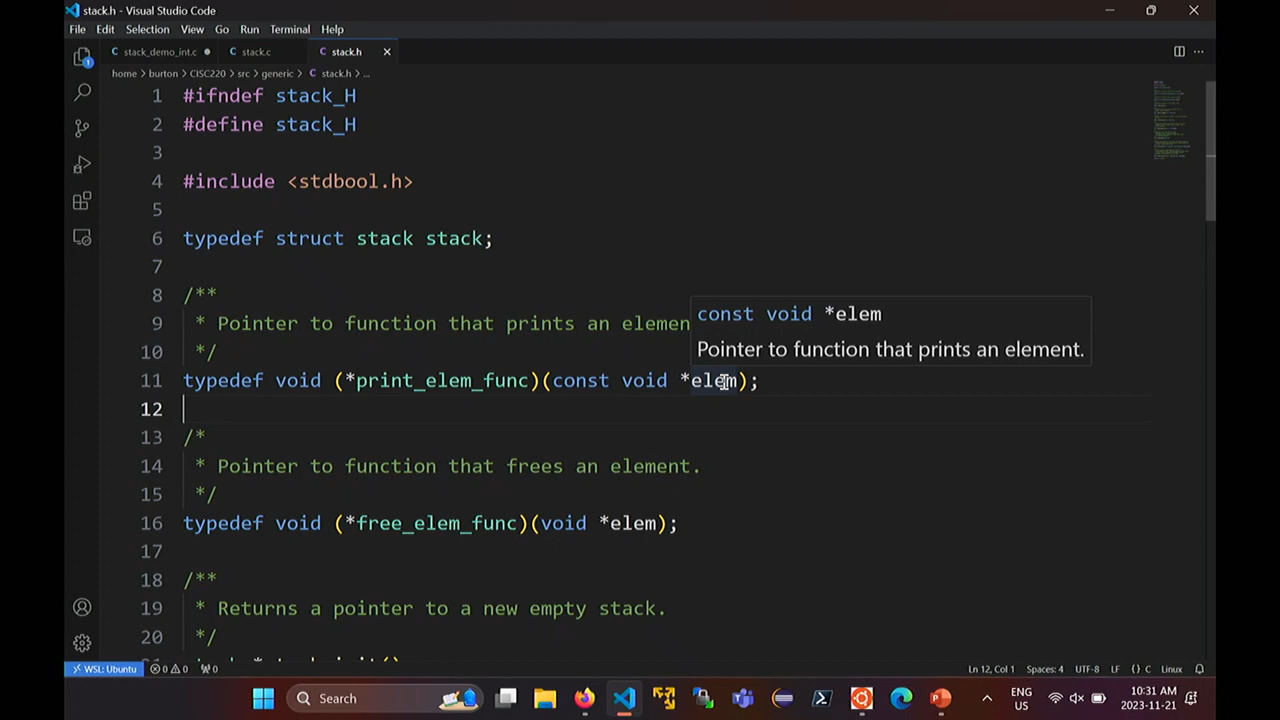 stack.h - Visual Studio Code
File Edit Selection View Go Run Terminal Help
stack_demo_int.c stack.c stack.h
home > burton > CISC220 > src > generic > stack.h > ...
1 #ifndef stack_H
2 #define stack_H
3
4 #include <stdbool.h>
5
6 typedef struct stack stack;
7
8 /**
9 * Pointer to function that prints an elemen
10 */
const void *elem
Pointer to function that prints an element.
11 typedef void (*print_elem_func)(const void *elem);
12
13 /*
14 * Pointer to function that frees an element.
15 */
16 typedef void (*free_elem_func)(void *elem);
17
18 /**
19 * Returns a pointer to a new empty stack.
20 */
WSL: Ubuntu 0 0 0 Ln 12, Col 1 Spaces: 4 UTF-8 LF {} C Linux
Search ENG US 10:31 AM 2023-11-21